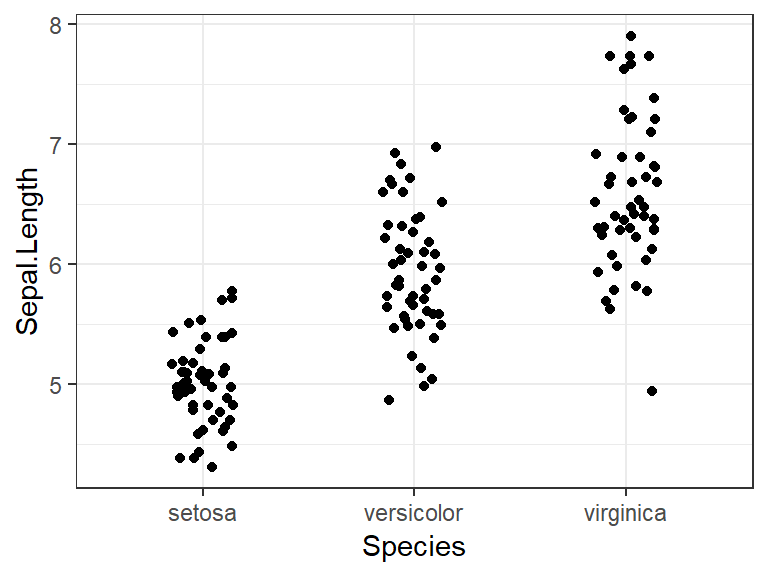 8
7
6
5
Sepal.Length
setosa
versicolor
virginica
Species